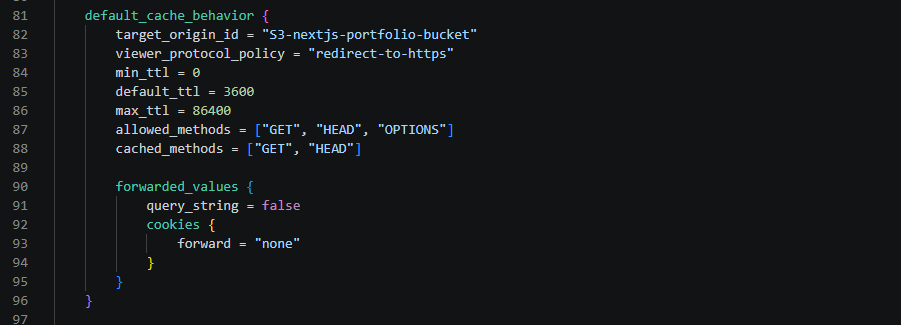 81 default_cache_behavior {
82 target_origin_id = "S3-nextjs-portfolio-bucket"
83 viewer_protocol_policy = "redirect-to-https"
84 min_ttl = 0
85 default_ttl = 3600
86 max_ttl = 86400
87 allowed_methods = ["GET", "HEAD", "OPTIONS"]
88 cached_methods = ["GET", "HEAD"]
89
90 forwarded_values {
91 query_string = false
92 cookies {
93 forward = "none"
94 }
95 }
96 }
97